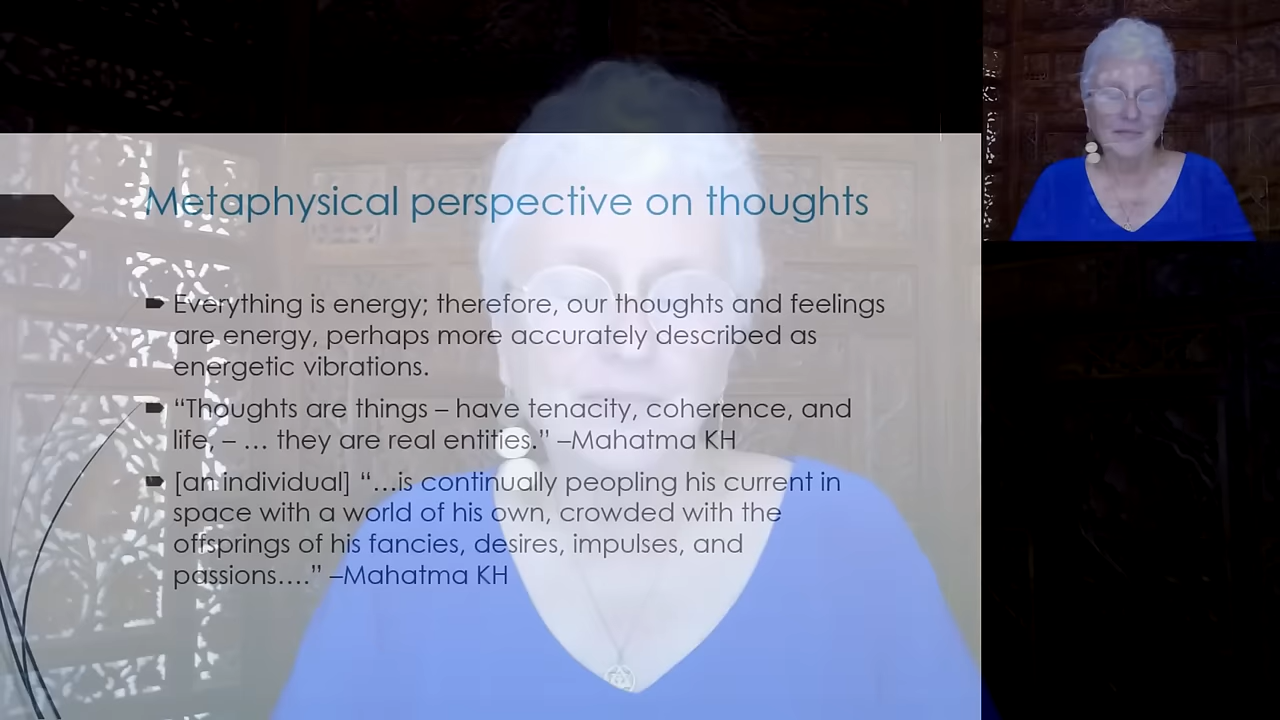 Metaphysical perspective on thoughts
Everything is energy; therefore, our thoughts and feelings
are energy, perhaps more accurately described as
energetic vibrations.
“Thoughts are things – have tenacity, coherence, and
life, – … they are real entities.” –Mahatma KH
[an individual] “…is continually peopling his current in
space with a world of his own, crowded with the
offsprings of his fancies, desires, impulses, and
passions….” –Mahatma KH